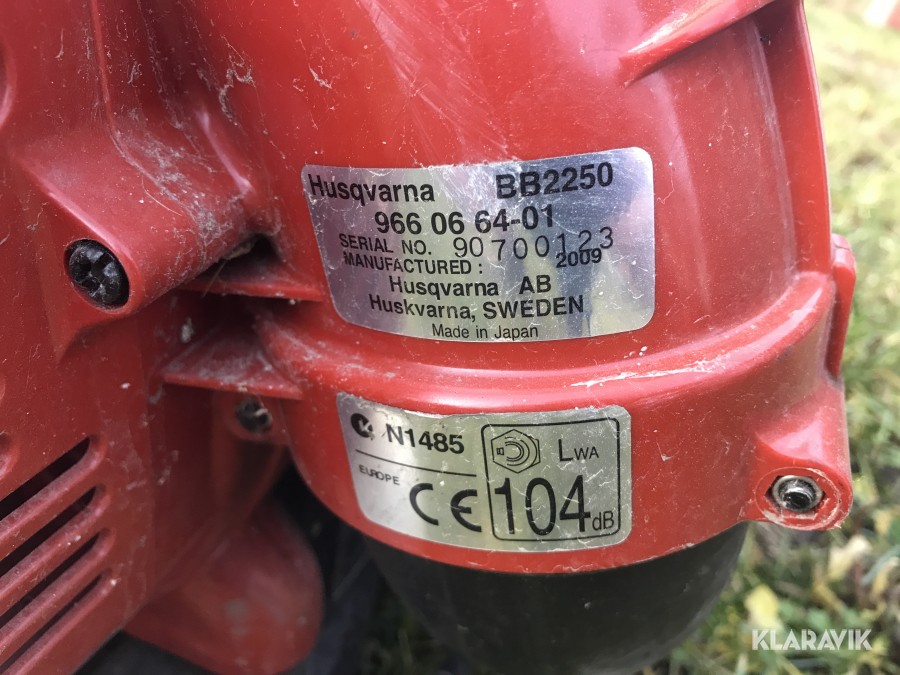 Husqvarna BB2250
966 06 64-01
SERIAL NO. 90700123
MANUFACTURED : 2009
Husqvarna AB
Huskvarna, SWEDEN
Made in Japan
N1485
LWA
EUROPE
CE 104 dB
KLARAVIK